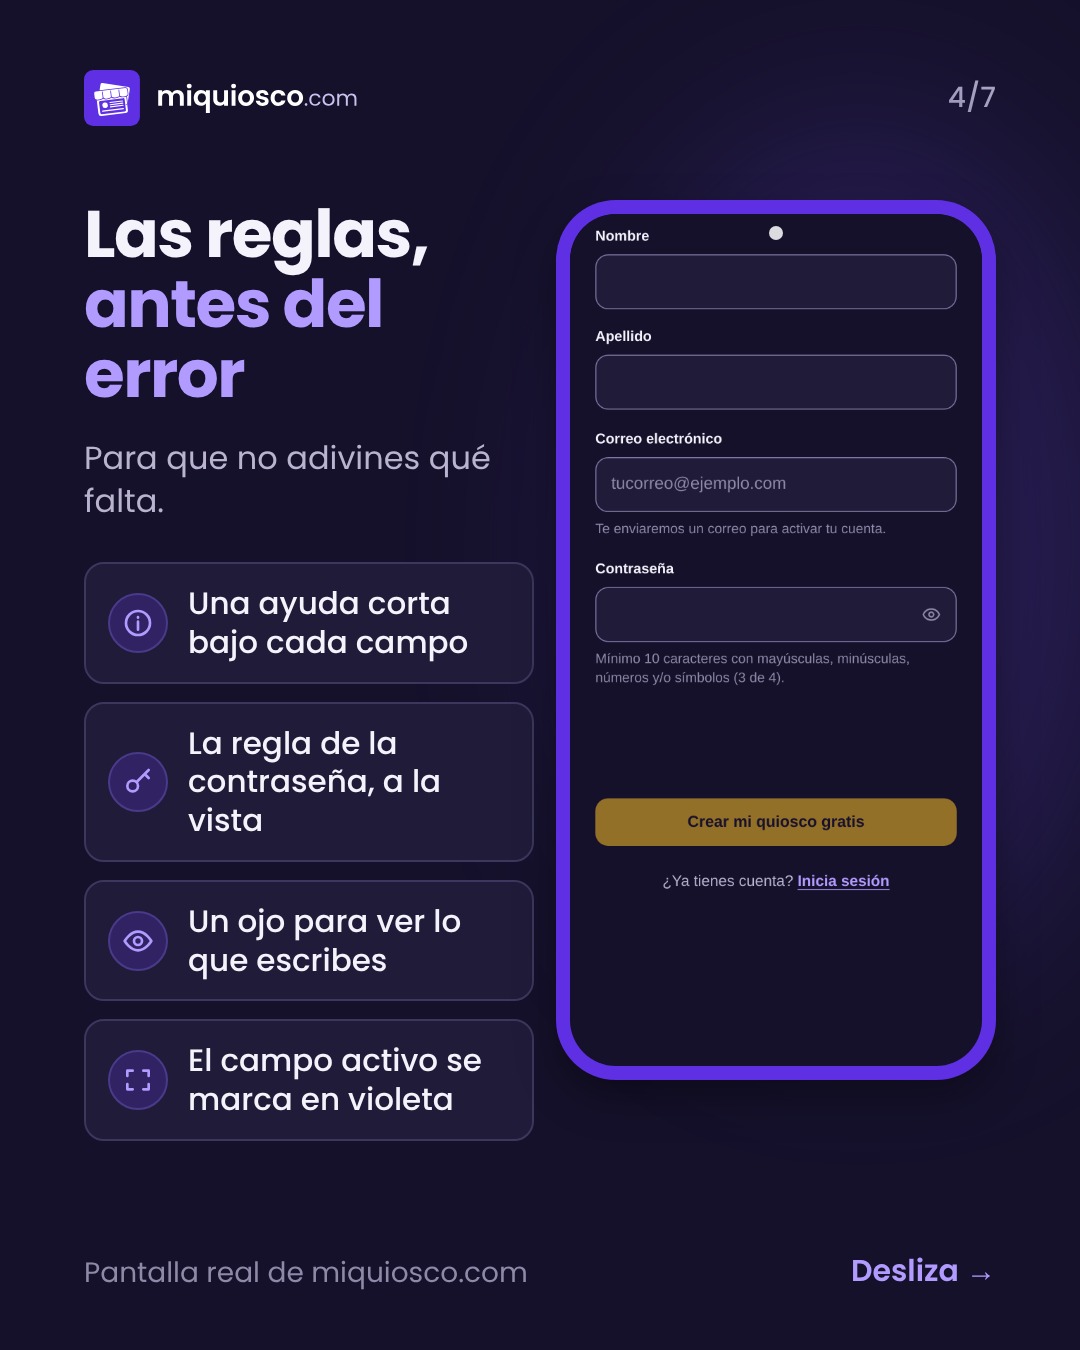 miquiosco.com
4/7
Las reglas,
antes del
error
Para que no adivines qué
falta.
Una ayuda corta
bajo cada campo
La regla de la
contraseña, a la
vista
Un ojo para ver lo
que escribes
El campo activo se
marca en violeta
Nombre
Apellido
Correo electrónico
tucorreo@ejemplo.com
Te enviaremos un correo para activar tu cuenta.
Contraseña
Mínimo 10 caracteres con mayúsculas, minúsculas,
números y/o símbolos (3 de 4).
Crear mi quiosco gratis
¿Ya tienes cuenta? Inicia sesión
Pantalla real de miquiosco.com
Desliza →